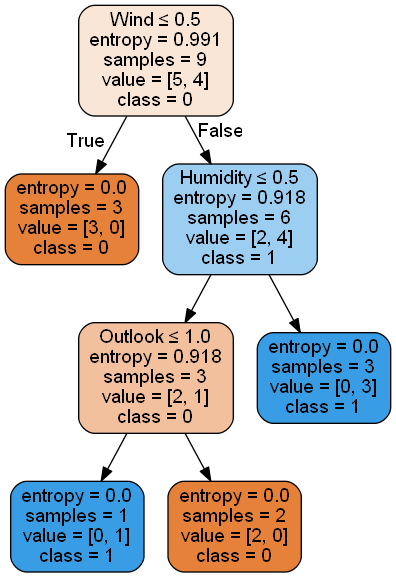 Wind ≤ 0.5
entropy = 0.991
samples = 9
value = [5, 4]
class = 0
True
False
entropy = 0.0
samples = 3
value = [3, 0]
class = 0
Humidity ≤ 0.5
entropy = 0.918
samples = 6
value = [2, 4]
class = 1
Outlook ≤ 1.0
entropy = 0.918
samples = 3
value = [2, 1]
class = 0
entropy = 0.0
samples = 3
value = [0, 3]
class = 1
entropy = 0.0
samples = 1
value = [0, 1]
class = 1
entropy = 0.0
samples = 2
value = [2, 0]
class = 0